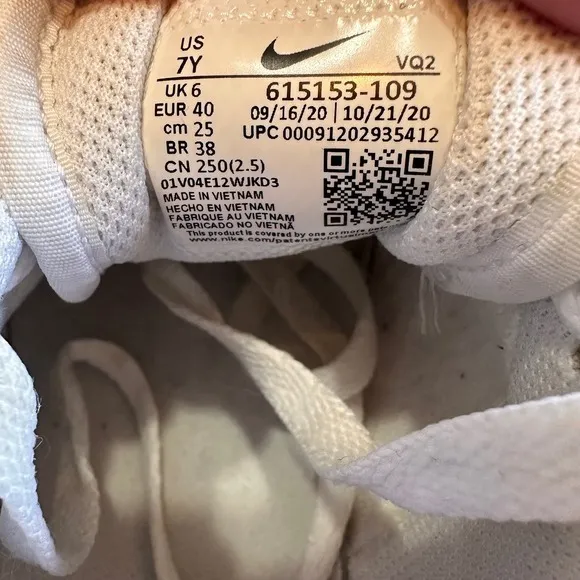 US
7Y
VQ2
UK 6
615153-109
EUR 40
09/16/20 | 10/21/20
cm 25
UPC 00091202935412
BR 38
CN 250(2.5)
01V04E12WJKD3
MADE IN VIETNAM
HECHO EN VIETNAM
FABRIQUE AU VIETNAM
FABRICADO NO VIETNÃ
This product is covered by one or more
www.nike.com/patents